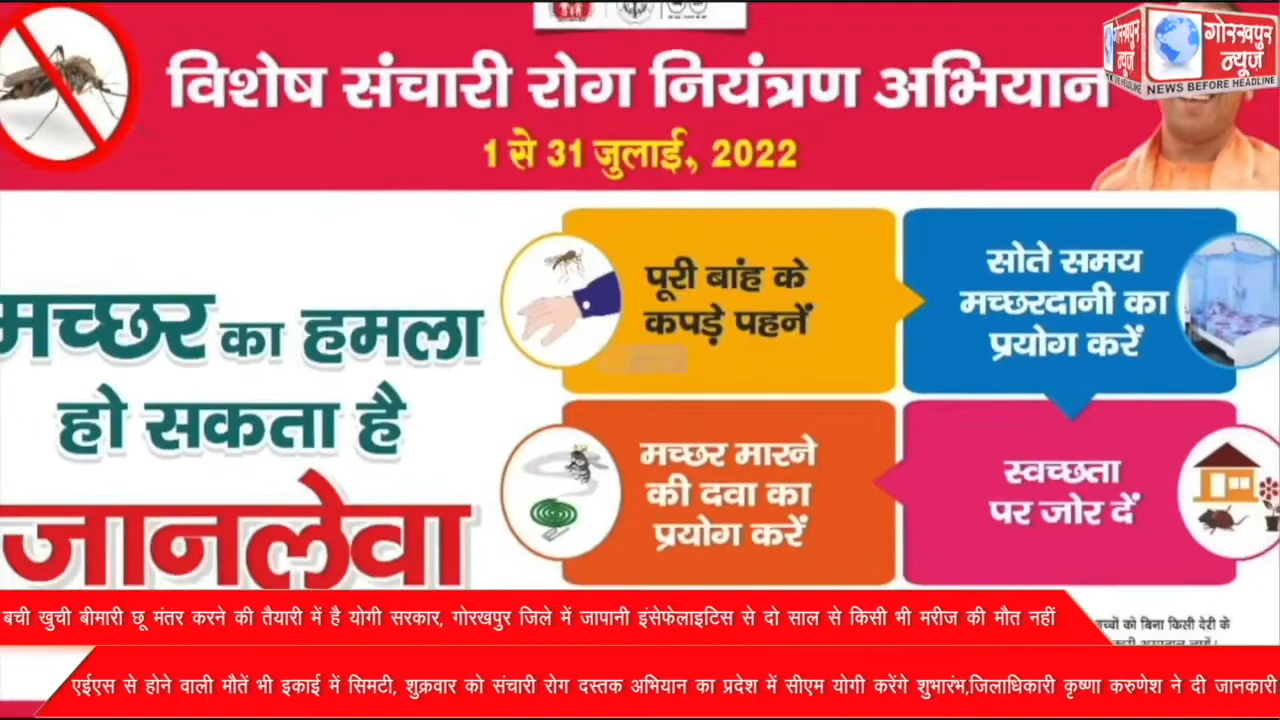 विशेष संचारी रोग नियंत्रण अभियान
1 से 31 जुलाई, 2022
गोरखपुर
न्यूज
NEWS BEFORE HEADLINE
मच्छर का हमला
हो सकता है
जानलेवा
पूरी बांह के
कपड़े पहनें
सोते समय
मच्छरदानी का
प्रयोग करें
मच्छर मारने
की दवा का
प्रयोग करें
स्वच्छता
पर जोर दें
बची खुची बीमारी छू मंतर करने की तैयारी में है योगी सरकार, गोरखपुर जिले में जापानी इंसेफेलाइटिस से दो साल से किसी भी मरीज की मौत नहीं
को बिना किसी देरी के
एईएस से होने वाली मौतें भी इकाई में सिमटी, शुक्रवार को संचारी रोग दस्तक अभियान का प्रदेश में सीएम योगी करेंगे शुभारंभ,जिलाधिकारी कृष्णा करुणेश ने दी जानकारी